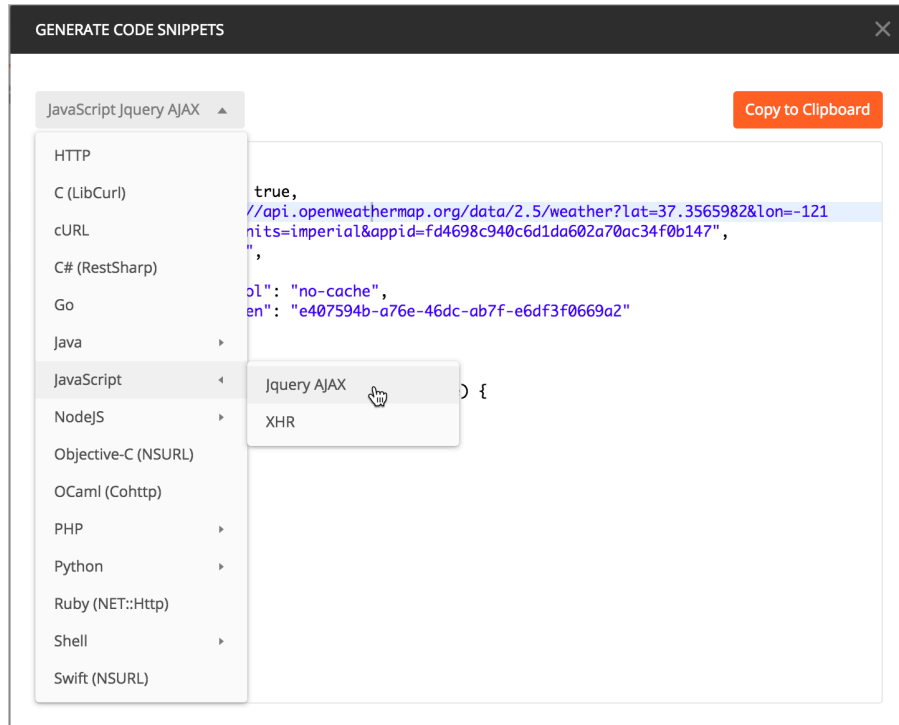 GENERATE CODE SNIPPETS
JavaScript Jquery AJAX
Copy to Clipboard
HTTP
C (LibCurl)
cURL
C# (RestSharp)
Go
Java
JavaScript
NodeJS
Objective-C (NSURL)
OCaml (Cohttp)
PHP
Python
Ruby (NET::Http)
Shell
Swift (NSURL)
Jquery AJAX
XHR
true,
//api.openweathermap.org/data/2.5/weather?lat=37.3565982&lon=-121
nits=imperial&appid=fd4698c940c6d1da602a70ac34f0b147",
",
ol": "no-cache",
en": "e407594b-a76e-46dc-ab7f-e6df3f0669a2"
) {